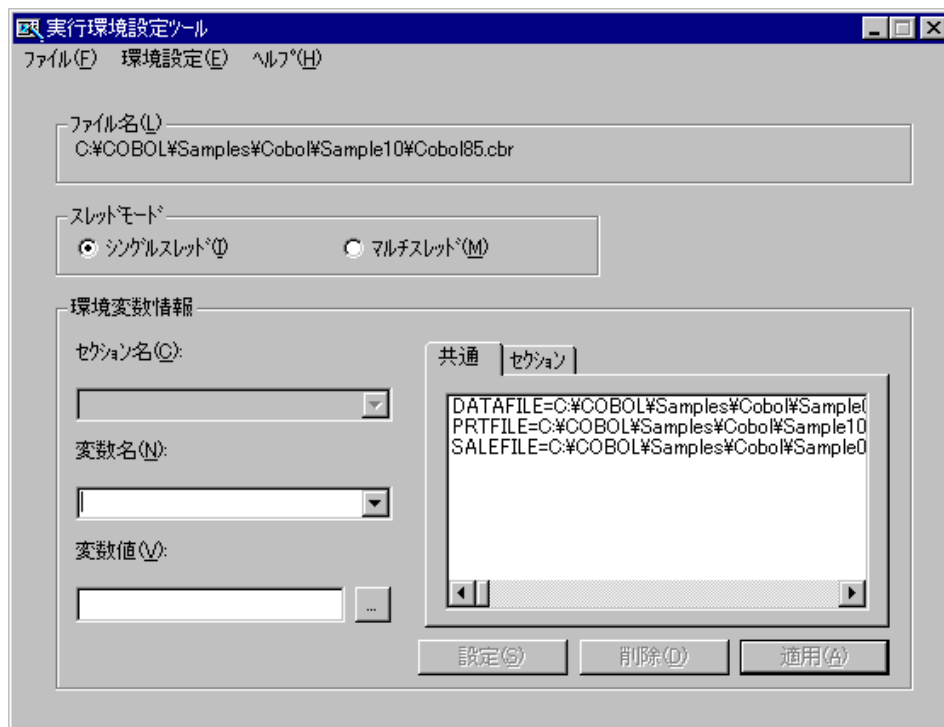 実行環境設定ツール
ファイル(F) 環境設定(E) ヘルプ(H)
ファイル名(L)
C:¥COBOL¥Samples¥Cobol¥Sample10¥Cobol85.cbr
スレッドモード
シングルスレッド(I) マルチスレッド(M)
環境変数情報
セクション名(C):
共通 セクション
DATAFILE=C:¥COBOL¥Samples¥Cobol¥Sample0
PRTFILE=C:¥COBOL¥Samples¥Cobol¥Sample10
SALEFILE=C:¥COBOL¥Samples¥Cobol¥Sample0
変数名(N):
変数値(V):
...
設定(S) 削除(D) 適用(A)